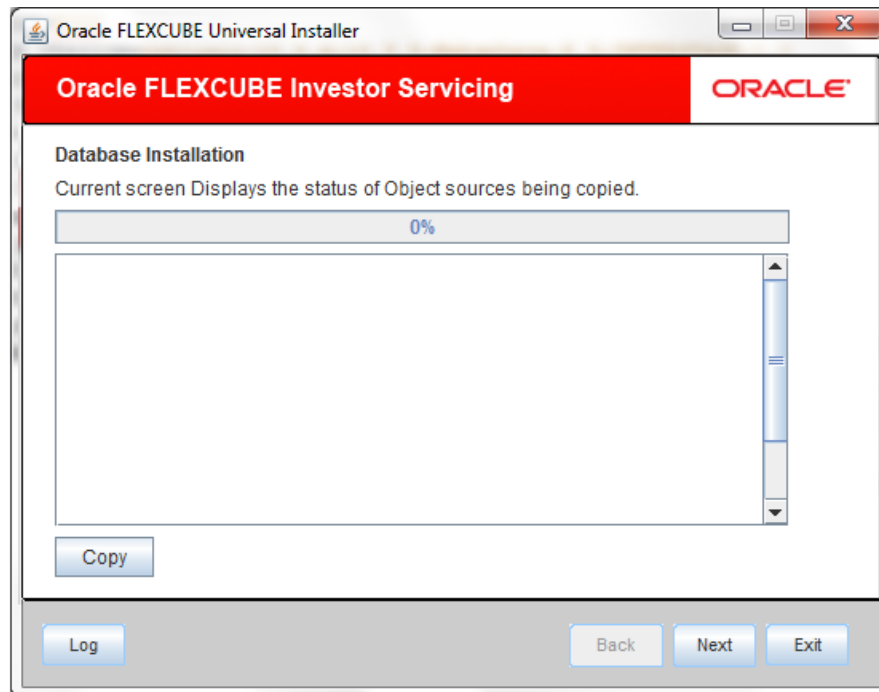 Oracle FLEXCUBE Universal Installer
Oracle FLEXCUBE Investor Servicing
ORACLE
Database Installation
Current screen Displays the status of Object sources being copied.
0%
Copy
Log
Back
Next
Exit